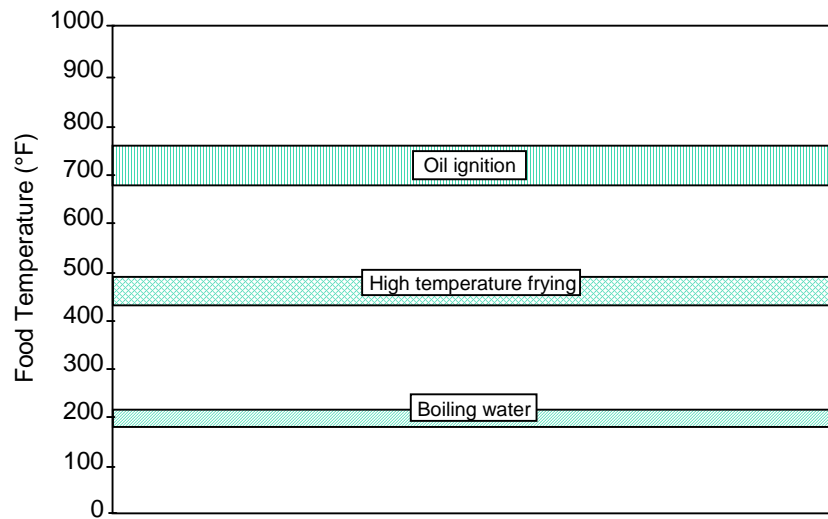 1000
900
800
700
600
500
400
300
200
100
0
Food Temperature (°F)
Oil ignition
High temperature frying
Boiling water